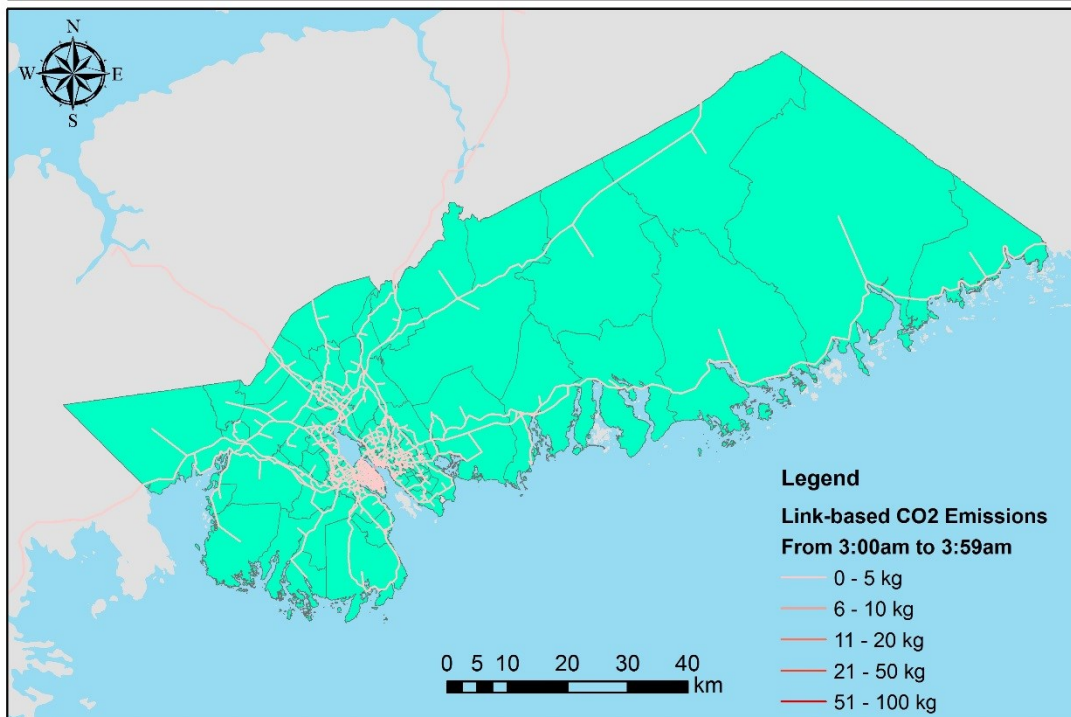 N
W E
S
Legend
Link-based CO2 Emissions
From 3:00am to 3:59am
0 - 5 kg
6 - 10 kg
11 - 20 kg
21 - 50 kg
51 - 100 kg
0 5 10 20 30 40
km